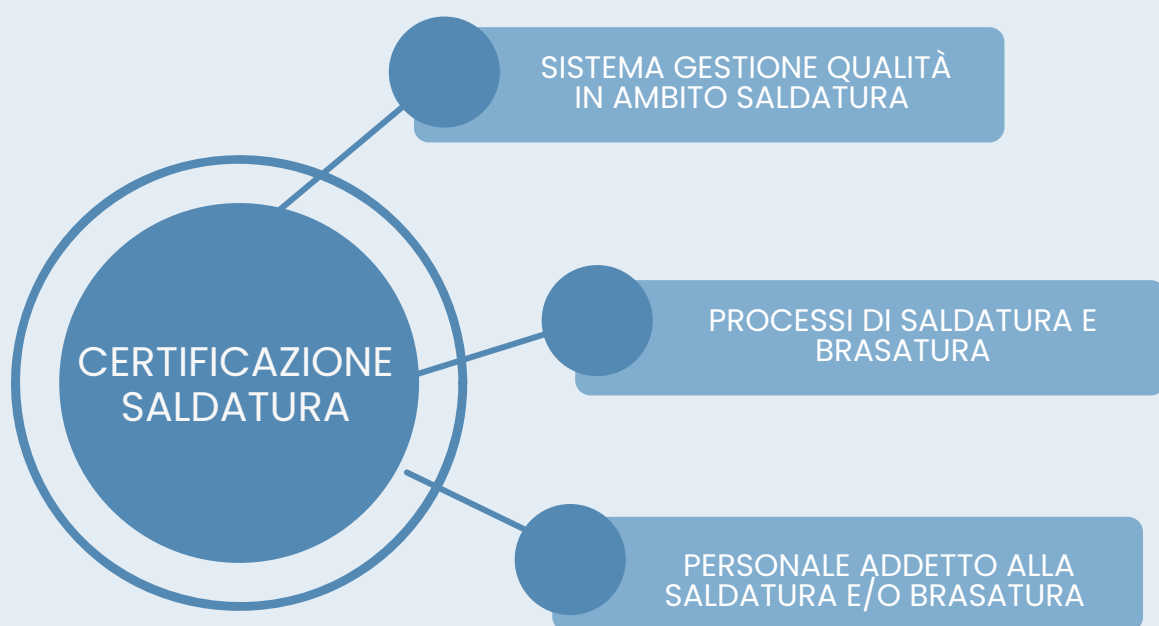 SISTEMA GESTIONE QUALITÀ
IN AMBITO SALDATURA
CERTIFICAZIONE
SALDATURA
PROCESSI DI SALDATURA E
BRASATURA
PERSONALE ADDETTO ALLA
SALDATURA E/O BRASATURA